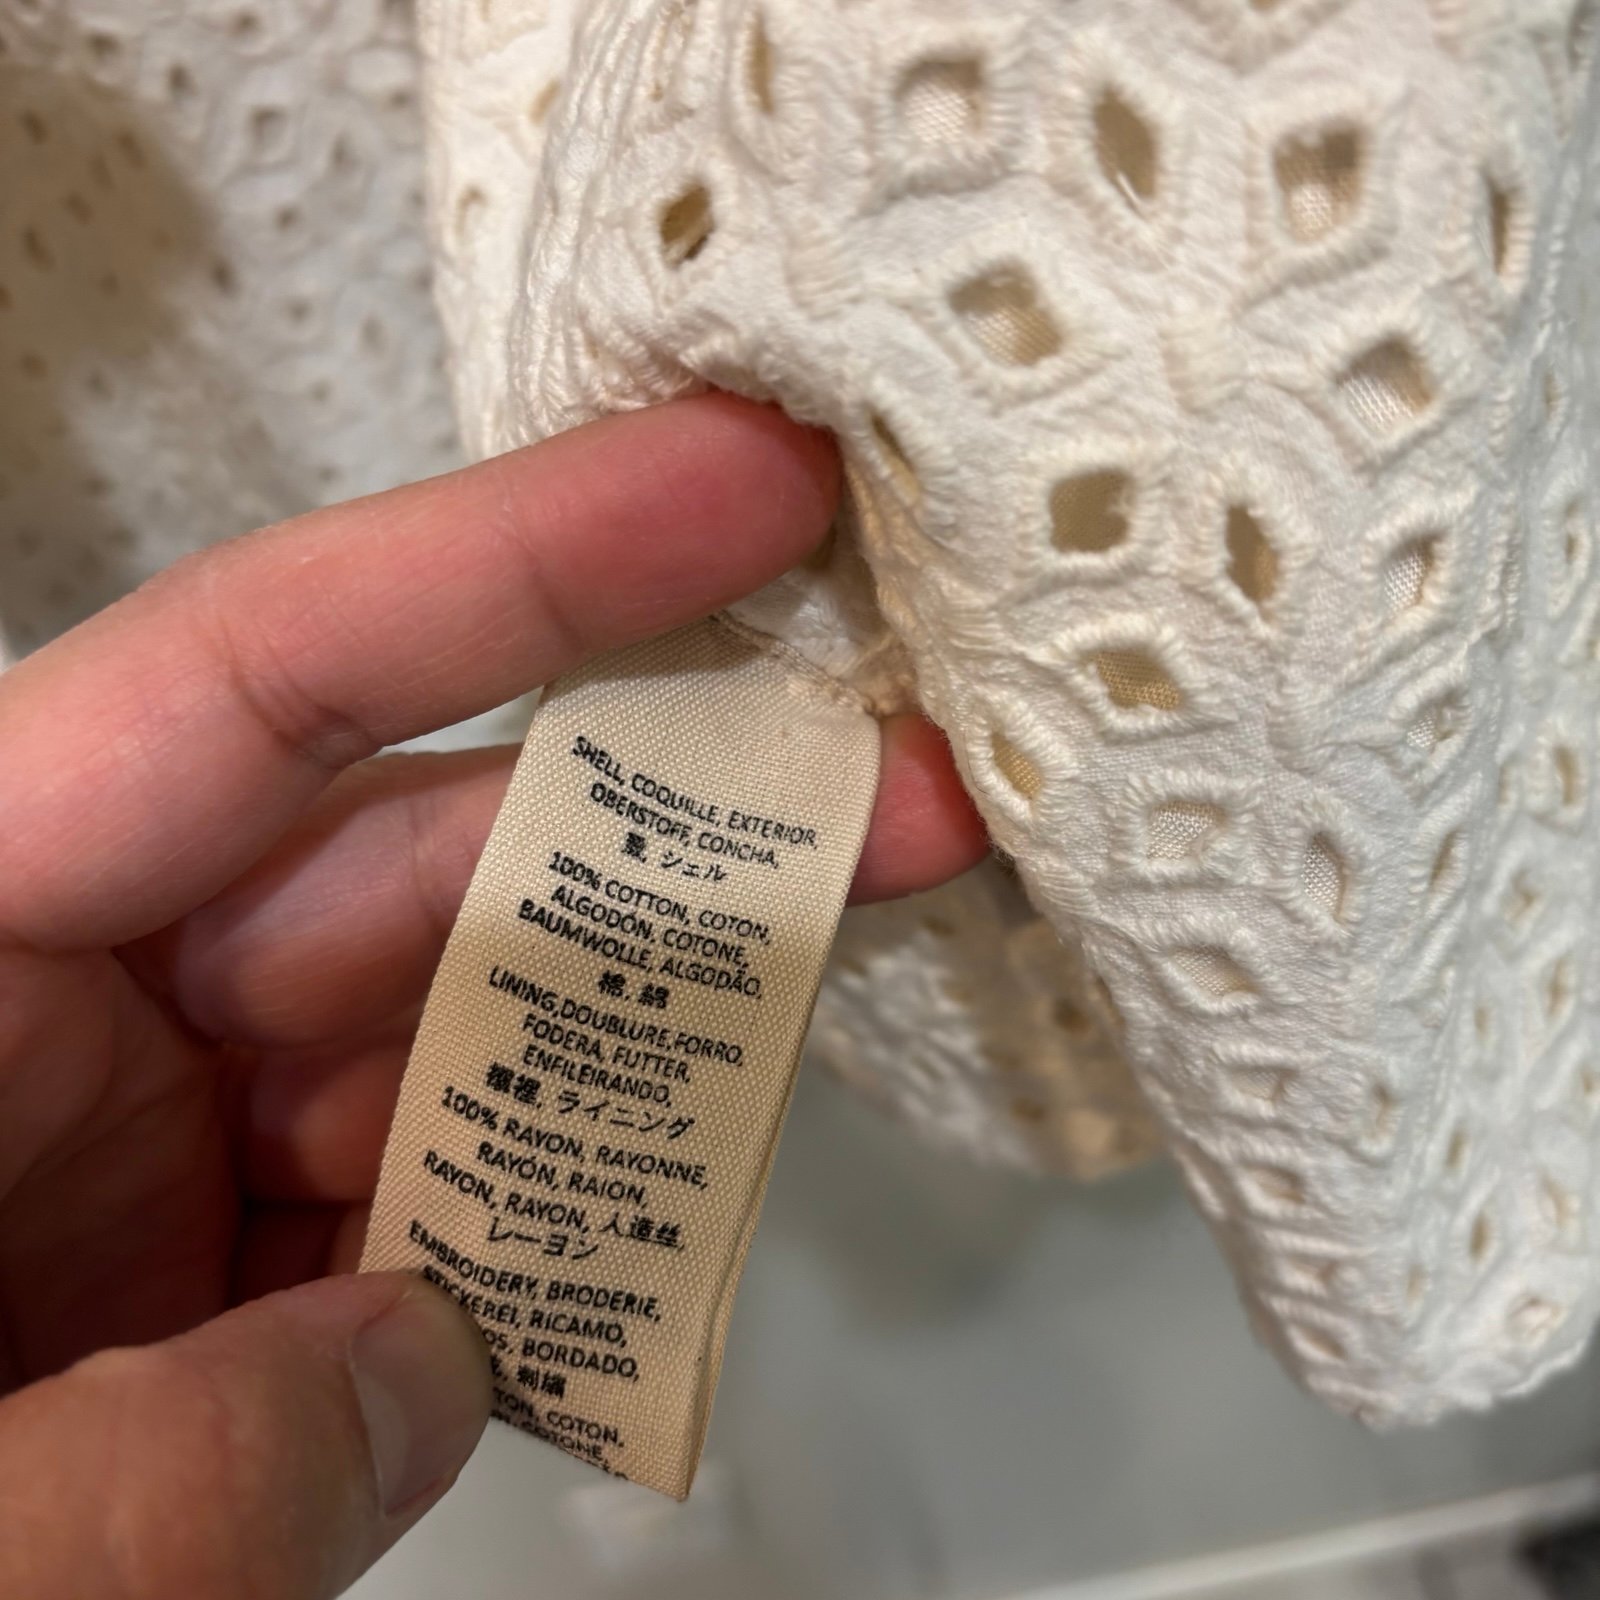 SHELL, COQUILLE, EXTERIOR,
OBERSTOFF, CONCHA,
シェル
100% COTTON, COTON,
ALGODÓN, COTONE,
BAUMWOLLE, ALGODÃO,
棉, 綿
LINING,DOUBLURE,FORRO,
FODERA, FUTTER,
ENFILEIRANDO,
襯裡, ライニング
100% RAYON, RAYONNE,
RAYÓN, RAION,
RAYON, RAYON, 人造丝,
レーヨン
EMBROIDERY, BRODERIE,
STICKEREI, RICAMO,
BORDADO,
刺繍
COTON,
COTONE,